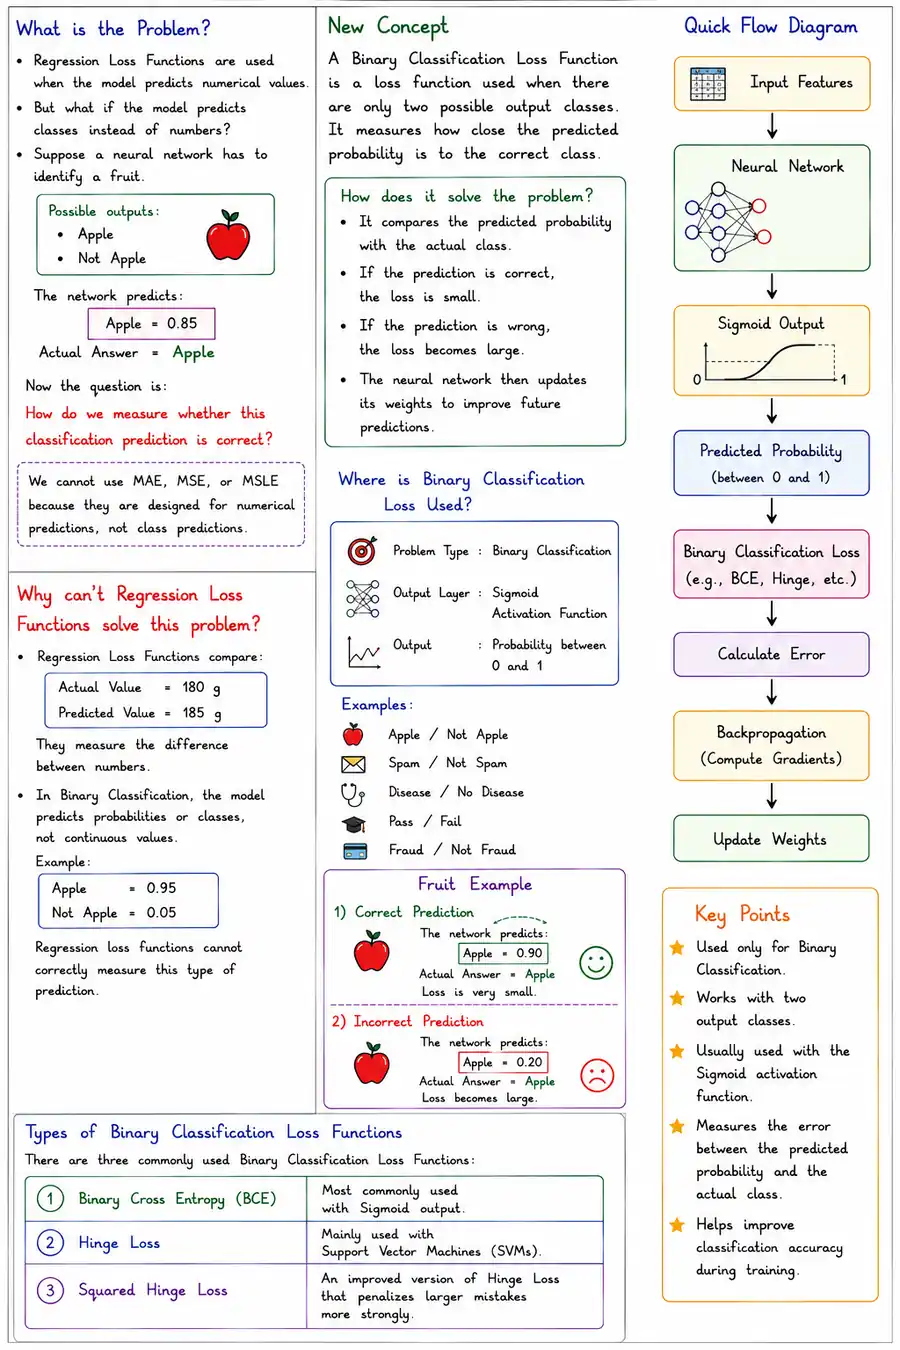 What is the Problem?
• Regression Loss Functions are used
when the model predicts numerical values.
• But what if the model predicts
classes instead of numbers?
• Suppose a neural network has to
identify a fruit.
Possible outputs:
• Apple
• Not Apple
The network predicts:
Apple = 0.85
Actual Answer = Apple
Now the question is:
How do we measure whether this
classification prediction is correct?
We cannot use MAE, MSE, or MSLE
because they are designed for numerical
predictions, not class predictions.
Why can't Regression Loss
Functions solve this problem?
• Regression Loss Functions compare:
Actual Value = 180 g
Predicted Value = 185 g
They measure the difference
between numbers.
• In Binary Classification, the model
predicts probabilities or classes,
not continuous values.
Example:
Apple = 0.95
Not Apple = 0.05
Regression loss functions cannot
correctly measure this type of
prediction.
New Concept
A Binary Classification Loss Function
is a loss function used when there
are only two possible output classes.
It measures how close the predicted
probability is to the correct class.
How does it solve the problem?
• It compares the predicted probability
with the actual class.
• If the prediction is correct,
the loss is small.
• If the prediction is wrong,
the loss becomes large.
• The neural network then updates
its weights to improve future
predictions.
Where is Binary Classification
Loss Used?
Problem Type : Binary Classification
Output Layer : Sigmoid
Activation Function
Output : Probability between
0 and 1
Examples:
Apple / Not Apple
Spam / Not Spam
Disease / No Disease
Pass / Fail
Fraud / Not Fraud
Fruit Example
1) Correct Prediction
The network predicts:
Apple = 0.90
Actual Answer = Apple
Loss is very small.
2) Incorrect Prediction
The network predicts:
Apple = 0.20
Actual Answer = Apple
Loss becomes large.
Quick Flow Diagram
Input Features
Neural Network
Sigmoid Output
0 1
Predicted Probability
(between 0 and 1)
Binary Classification Loss
(e.g., BCE, Hinge, etc.)
Calculate Error
Backpropagation
(Compute Gradients)
Update Weights
Key Points
Used only for Binary
Classification.
Works with two
output classes.
Usually used with the
Sigmoid activation
function.
Measures the error
between the predicted
probability and the
actual class.
Helps improve
classification accuracy
during training.
Types of Binary Classification Loss Functions
There are three commonly used Binary Classification Loss Functions:
1 Binary Cross Entropy (BCE)
Most commonly used
with Sigmoid output.
2 Hinge Loss
Mainly used with
Support Vector Machines (SVMs).
3 Squared Hinge Loss
An improved version of Hinge Loss
that penalizes larger mistakes
more strongly.